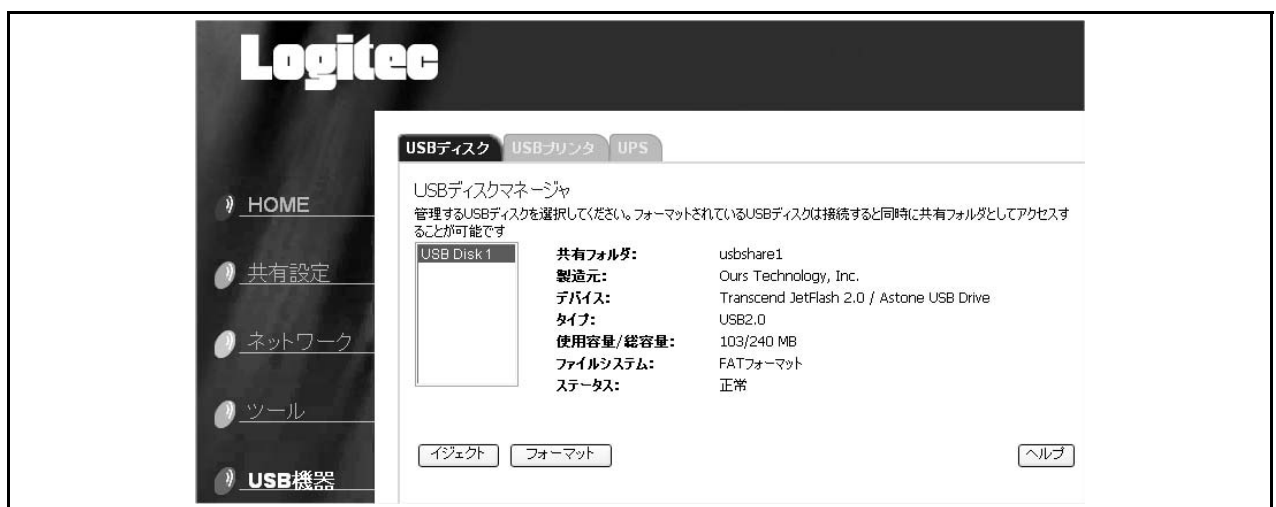 Logitec
USBディスク USBプリンタ UPS
USBディスクマネージャ
管理するUSBディスクを選択してください。フォーマットされているUSBディスクは接続すると同時に共有フォルダとしてアクセスす
ることが可能です
USB Disk 1
共有フォルダ: usbshare1
製造元: Ours Technology, Inc.
デバイス: Transcend JetFlash 2.0 / Astone USB Drive
タイプ: USB2.0
使用容量/総容量: 103/240 MB
ファイルシステム: FATフォーマット
ステータス: 正常
イジェクト フォーマット ヘルプ
HOME
共有設定
ネットワーク
ツール
USB機器